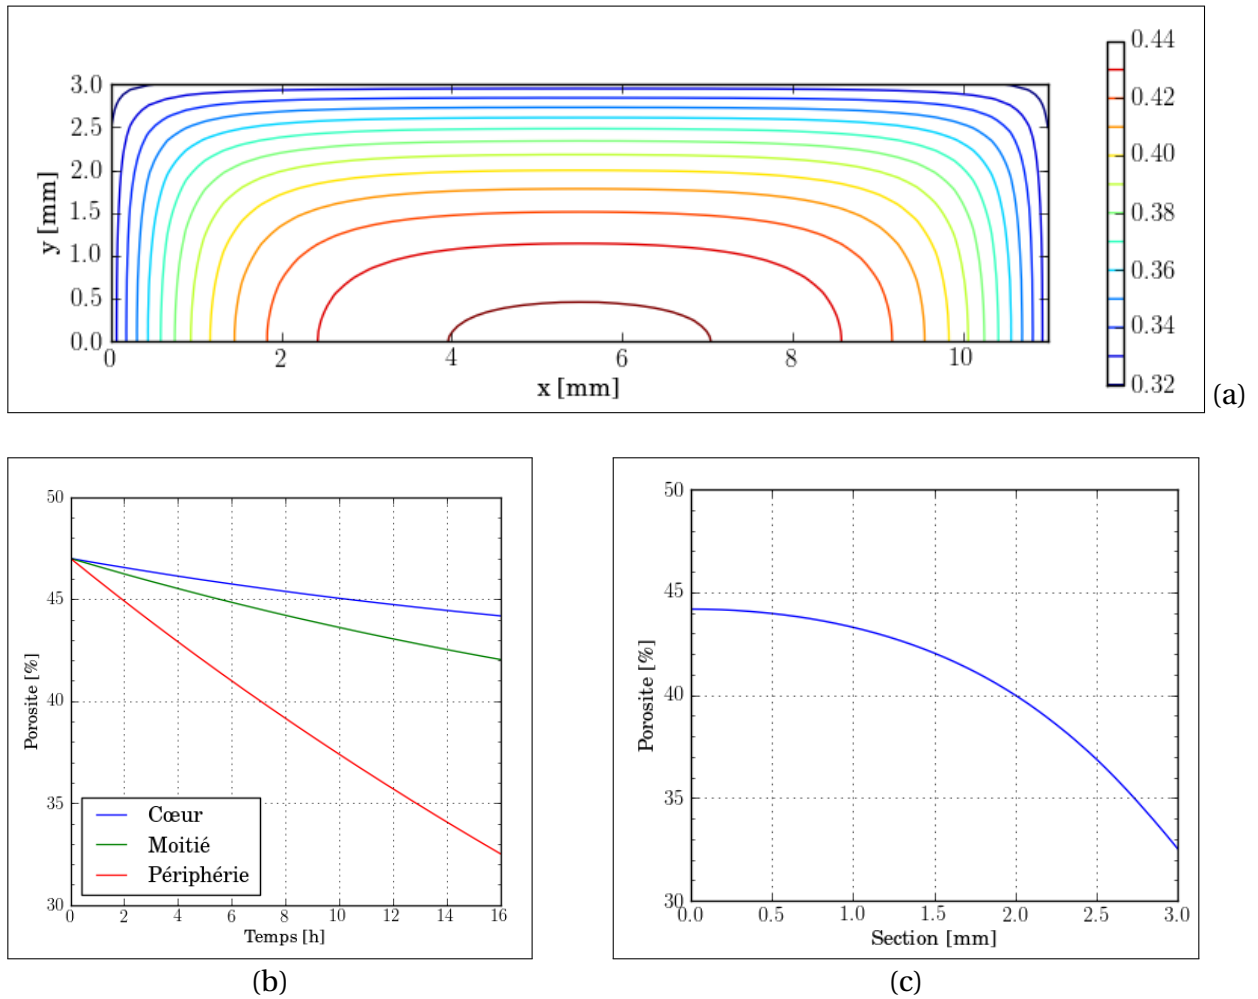 0.44
3.0
0.42
2.5
2.0
0.40
y [mm]
1.5
0.38
1.0
0.36
0.5
0.34
0.0
0 2 4 6 8 10
0.32
x [mm]
(a)
50
45
Porosite [%]
40
35
Cœur
Moitié
Périphérie
30
0 2 4 6 8 10 12 14 16
Temps [h]
(b)
50
45
Porosite [%]
40
35
30
0.0 0.5 1.0 1.5 2.0 2.5 3.0
Section [mm]
(c)